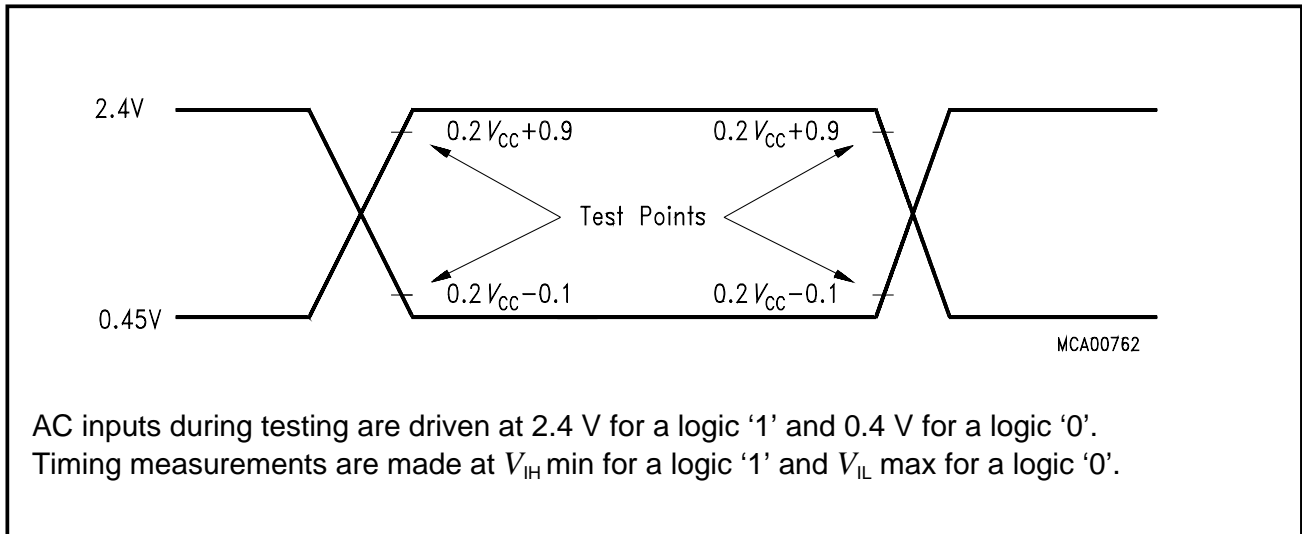 2.4V
0.2 VCC+0.9 0.2 VCC+0.9
Test Points
0.2 VCC−0.1 0.2 VCC−0.1
0.45V
MCA00762
AC inputs during testing are driven at 2.4 V for a logic ‘1’ and 0.4 V for a logic ‘0’.
Timing measurements are made at VIH min for a logic ‘1’ and VIL max for a logic ‘0’.